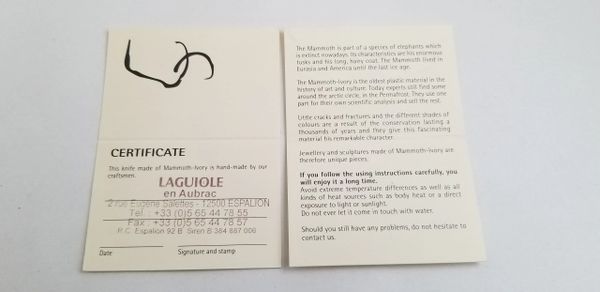 CERTIFICATE
This knife made of Mammoth-Ivory is hand-made by our
craftsmen.
LAGUIOLE
en Aubrac
2 rue Eugène Salettes - 12500 ESPALION
Tél. : +33 (0)5 65 44 78 55
Fax : +33 (0)5 65 44 78 57
R.C. Espalion 92 B Siren B 384 887 006
Date
Signature and stamp
The Mammoth is part of a species of elephants which
is extinct nowadays. Its characteristics are his enormous
tusks and his long, hairy coat. The Mammoth lived in
Eurasia and America until the last ice age.
The Mammoth-Ivory is the oldest plastic material in the
history of art and culture. Today experts still find some
around the arctic circle, in the Permafrost. They use one
part for their own scientific analysis and sell the rest.
Little cracks and fractures and the different shades of
colours are a result of the conservation lasting a
thousands of years and they give this fascinating
material his remarkable character.
Jewellery and sculptures made of Mammoth-Ivory are
therefore unique pieces.
If you follow the using instructions carefully, you
will enjoy it a long time.
Avoid extreme temperature differences as well as all
kinds of heat sources such as body heat or a direct
exposure to light or sunlight.
Do not ever let it come in touch with water.
Should you still have any problems, do not hesitate to
contact us.